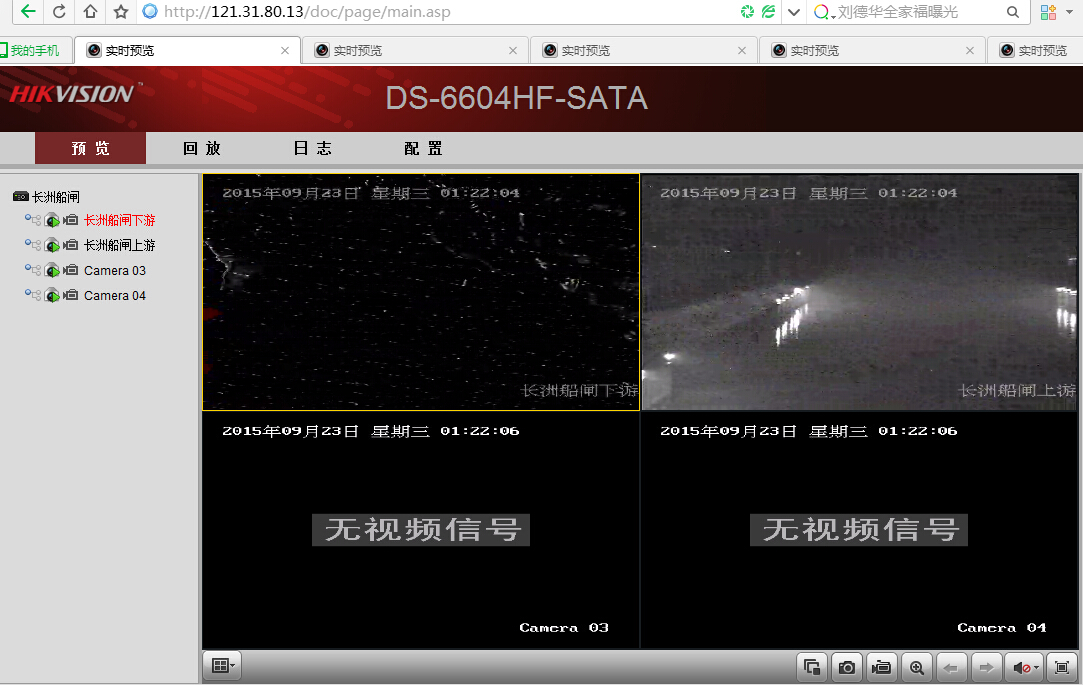 http://121.31.80.13/doc/page/main.asp
刘德华全家福曝光
我的手机
实时预览
实时预览
实时预览
实时预览
实时预览
HIKVISION™
DS-6604HF-SATA
预 览
回 放
日 志
配 置
长洲船闸
长洲船闸下游
长洲船闸上游
Camera 03
Camera 04
2015年09月23日 星期三 01:22:04
长洲船闸下游
2015年09月23日 星期三 01:22:04
长洲船闸上游
2015年09月23日 星期三 01:22:06
无视频信号
Camera 03
2015年09月23日 星期三 01:22:06
无视频信号
Camera 04